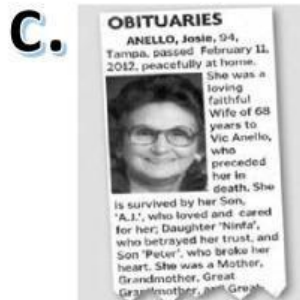 C.
OBITUARIES
ANELLO, Josie, 94,
Tampa, passed February 11,
2012, peacefully at home.
She was a
loving
faithful
Wife of 68
years to
Vic Anello,
who
preceded
her in
death. She
is survived by her Son,
'A.J.', who loved and cared
for her; Daughter 'Ninfa',
who betrayed her trust, and
Son 'Peter', who broke her
heart. She was a Mother,
Grandmother, Great
Grandmother, and Great